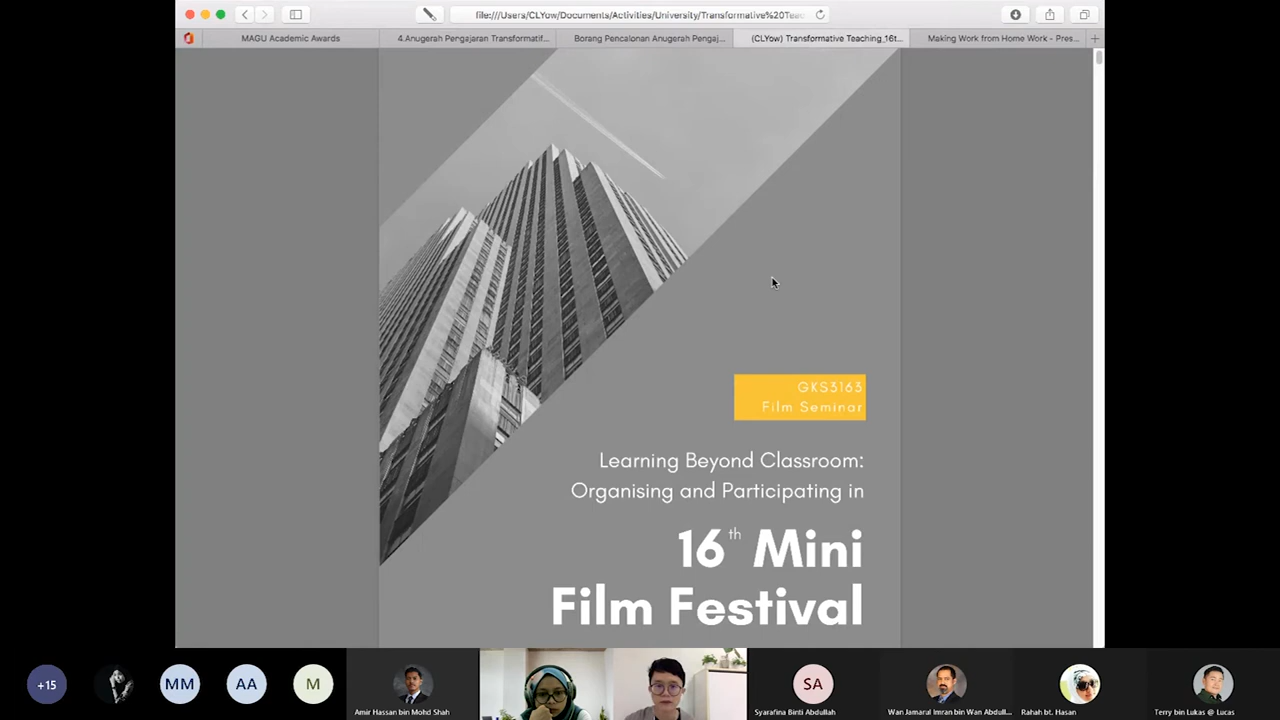 file:///Users/CLYow/Documents/Activities/University/Transformative%20Teac
MAGU Academic Awards
4.Anugerah Pengajaran Transformatif...
Borang Pencalonan Anugerah Pengaj...
(CLYow) Transformative Teaching_16t...
Making Work from Home Work - Pres...
GKS3163
Film Seminar
Learning Beyond Classroom:
Organising and Participating in
16th Mini
Film Festival
+15
MM
AA
M
Amir Hassan bin Mohd Shah
SA
Syarafina Binti Abdullah
Wan Jamarul Imran bin Wan Abdull...
Rahah bt. Hasan
Terry bin Lukas @ Lucas